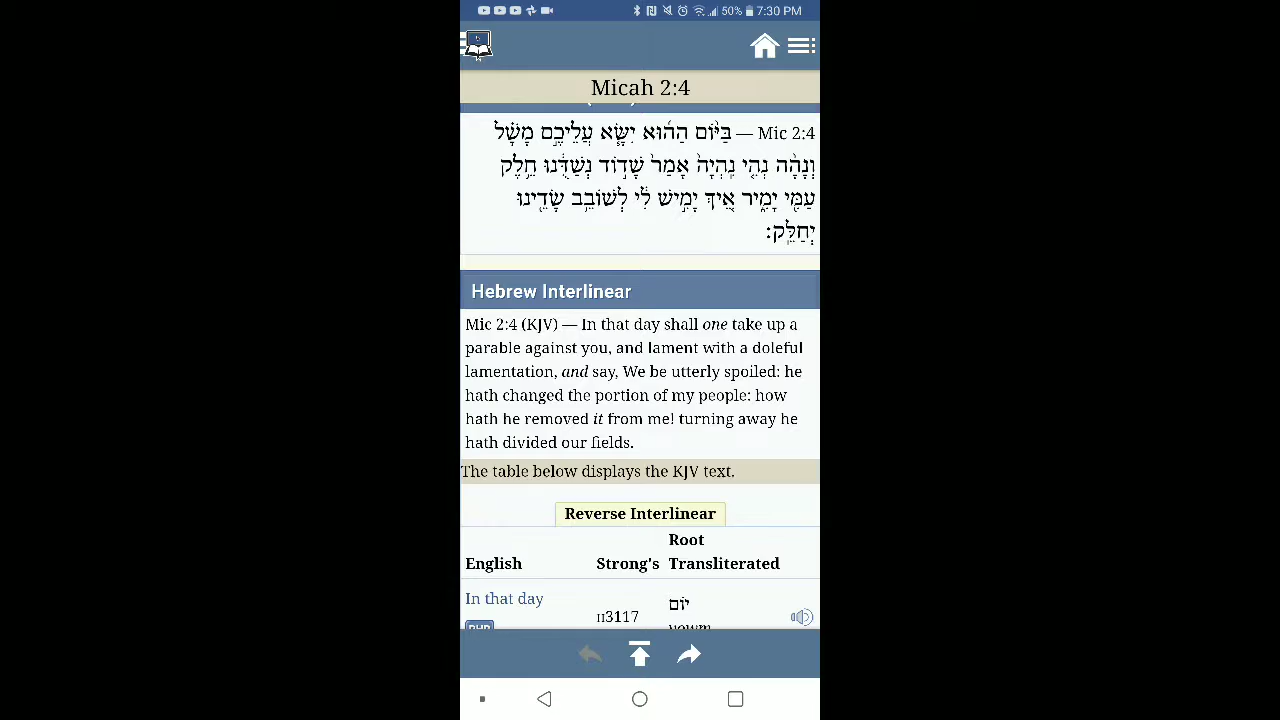 50% 7:30 PM
Micah 2:4
Mic 2:4 — בַּיּ֨וֹם הַה֜וּא יִשָּׂ֧א עֲלֵיכֶ֣ם מָשָׁ֗ל
וְנָהָ֨ה נְהִ֤י נִֽהְיָה֙ אָמַר֙ שָׁד֣וֹד נְשַׁדֻּ֔נוּ חֵ֥לֶק
עַמִּ֖י יָמִ֑יר אֵ֚יךְ יָמִ֣ישׁ לִ֔י לְשׁוֹבֵ֥ב שָׂדֵ֖ינוּ
יְחַלֵּֽק׃
Hebrew Interlinear
Mic 2:4 (KJV) — In that day shall one take up a
parable against you, and lament with a doleful
lamentation, and say, We be utterly spoiled: he
hath changed the portion of my people: how
hath he removed it from me! turning away he
hath divided our fields.
The table below displays the KJV text.
Reverse Interlinear
English Strong's Root Transliterated
In that day H3117 יוֹם
PHR yowm